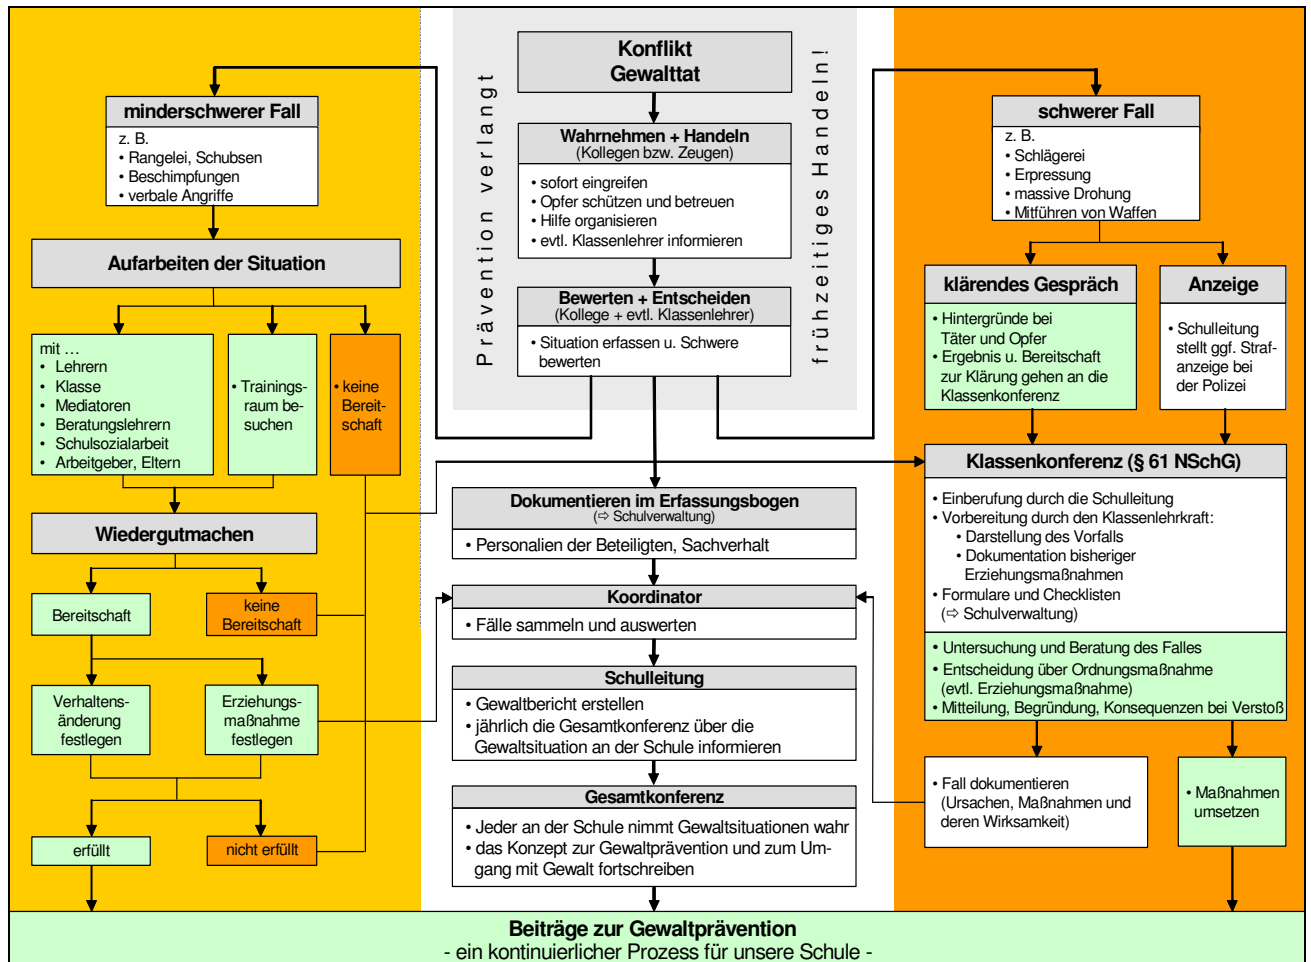 Konflikt
Gewalttat
Prävention verlangt
frühzeitiges Handeln!
Wahrnehmen + Handeln
(Kollegen bzw. Zeugen)
• sofort eingreifen
• Opfer schützen und betreuen
• Hilfe organisieren
• evtl. Klassenlehrer informieren
Bewerten + Entscheiden
(Kollege + evtl. Klassenlehrer)
• Situation erfassen u. Schwere
bewerten
minderschwerer Fall
z. B.
• Rangelei, Schubsen
• Beschimpfungen
• verbale Angriffe
Aufarbeiten der Situation
mit ...
• Lehrern
• Klasse
• Mediatoren
• Beratungslehrern
• Schulsozialarbeit
• Arbeitgeber, Eltern
• Trainings-
raum be-
suchen
• keine
Bereit-
schaft
Wiedergutmachen
Bereitschaft
keine
Bereitschaft
Verhaltens-
änderung
festlegen
Erziehungs-
maßnahme
festlegen
erfüllt
nicht erfüllt
Dokumentieren im Erfassungsbogen
(⇨ Schulverwaltung)
• Personalien der Beteiligten, Sachverhalt
Koordinator
• Fälle sammeln und auswerten
Schulleitung
• Gewaltbericht erstellen
• jährlich die Gesamtkonferenz über die
Gewaltsituation an der Schule informieren
Gesamtkonferenz
• Jeder an der Schule nimmt Gewaltsituationen wahr
• das Konzept zur Gewaltprävention und zum Um-
gang mit Gewalt fortschreiben
schwerer Fall
z. B.
• Schlägerei
• Erpressung
• massive Drohung
• Mitführen von Waffen
klärendes Gespräch
• Hintergründe bei
Täter und Opfer
• Ergebnis u. Bereitschaft
zur Klärung gehen an die
Klassenkonferenz
Anzeige
• Schulleitung
stellt ggf. Straf-
anzeige bei
der Polizei
Klassenkonferenz (§ 61 NSchG)
• Einberufung durch die Schulleitung
• Vorbereitung durch den Klassenlehrkraft:
• Darstellung des Vorfalls
• Dokumentation bisheriger
Erziehungsmaßnahmen
• Formulare und Checklisten
(⇨ Schulverwaltung)
• Untersuchung und Beratung des Falles
• Entscheidung über Ordnungsmaßnahme
(evtl. Erziehungsmaßnahme)
• Mitteilung, Begründung, Konsequenzen bei Verstoß
• Fall dokumentieren
(Ursachen, Maßnahmen und
deren Wirksamkeit)
• Maßnahmen
umsetzen
Beiträge zur Gewaltprävention
- ein kontinuierlicher Prozess für unsere Schule -